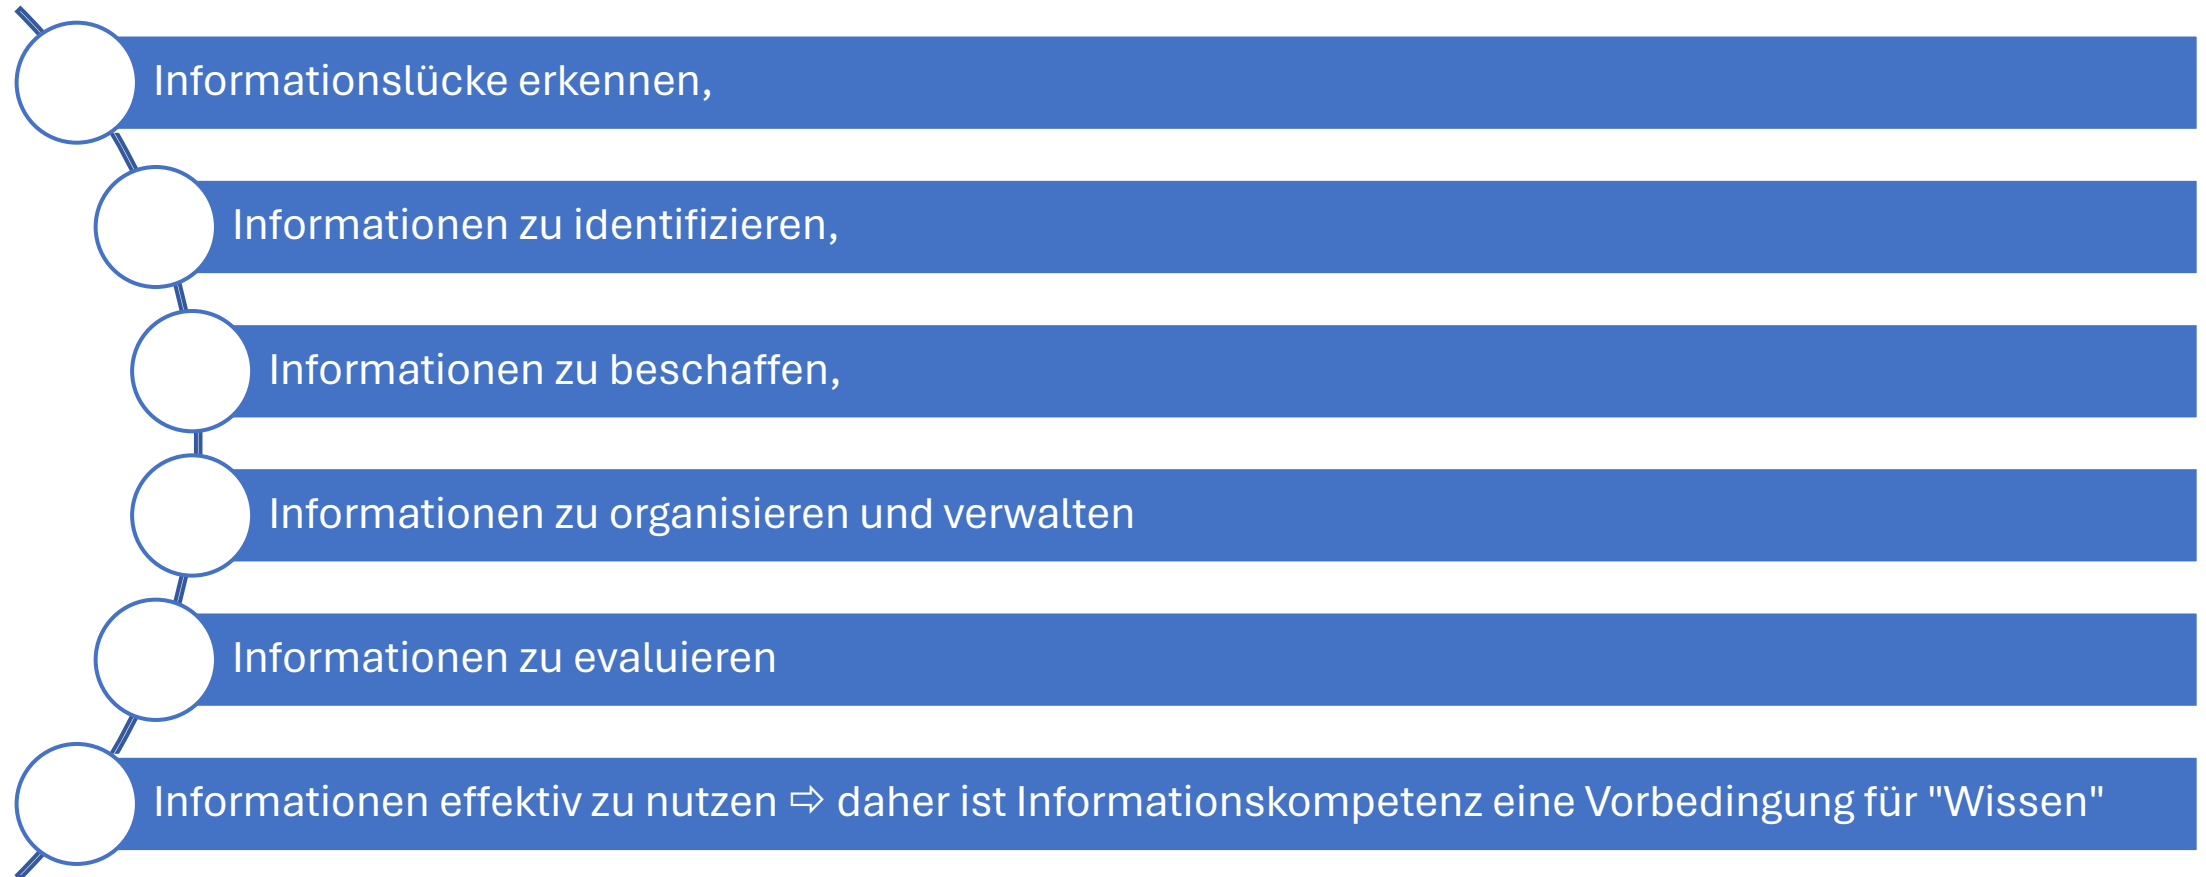 Informationslücke erkennen,
Informationen zu identifizieren,
Informationen zu beschaffen,
Informationen zu organisieren und verwalten
Informationen zu evaluieren
Informationen effektiv zu nutzen ⇨ daher ist Informationskompetenz eine Vorbedingung für "Wissen"